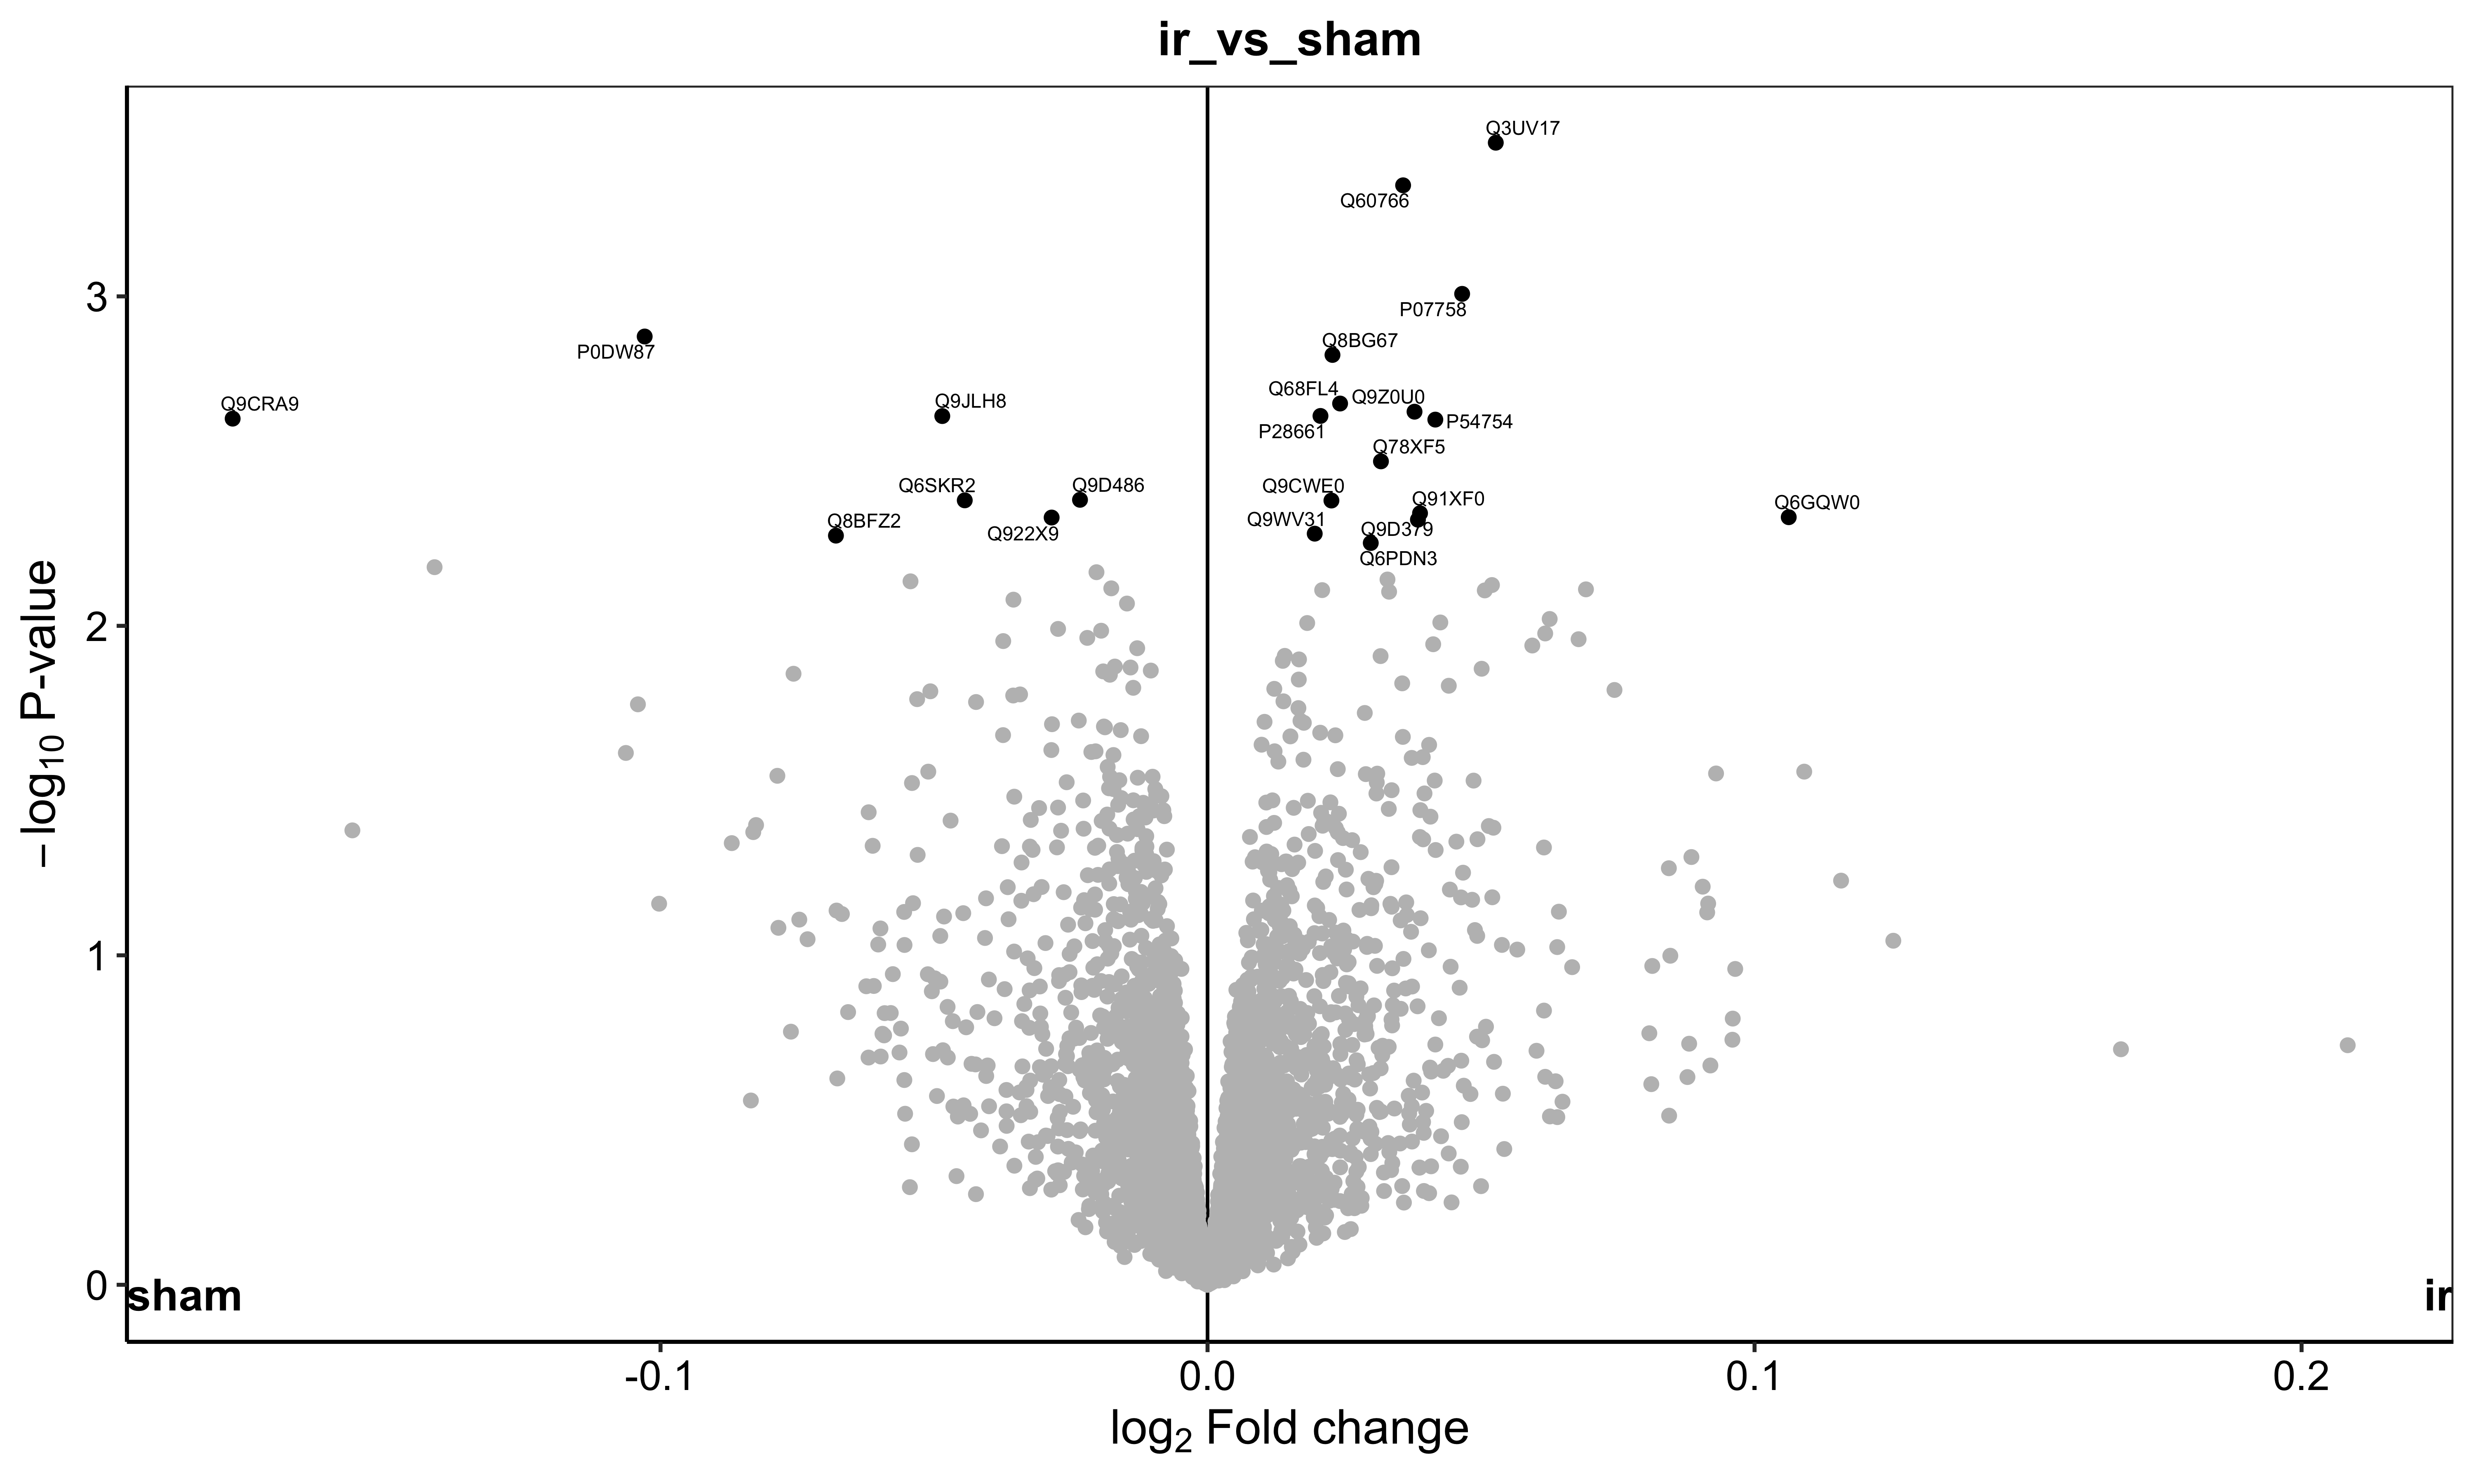 ir_vs_sham
Q3UV17
Q60766
3
P07758
P0DW87
Q8BG67
Q9CRA9
Q9JLH8
Q68FL4
Q9Z0U0
P28661
P54754
Q78XF5
Q6SKR2
Q9D486
Q9CWE0
Q91XF0
Q6GQW0
Q8BFZ2
Q922X9
Q9WV31
Q9D379
Q6PDN3
2
−log10 P-value
1
0
sham
ir
-0.1
0.0
0.1
0.2
log2 Fold change